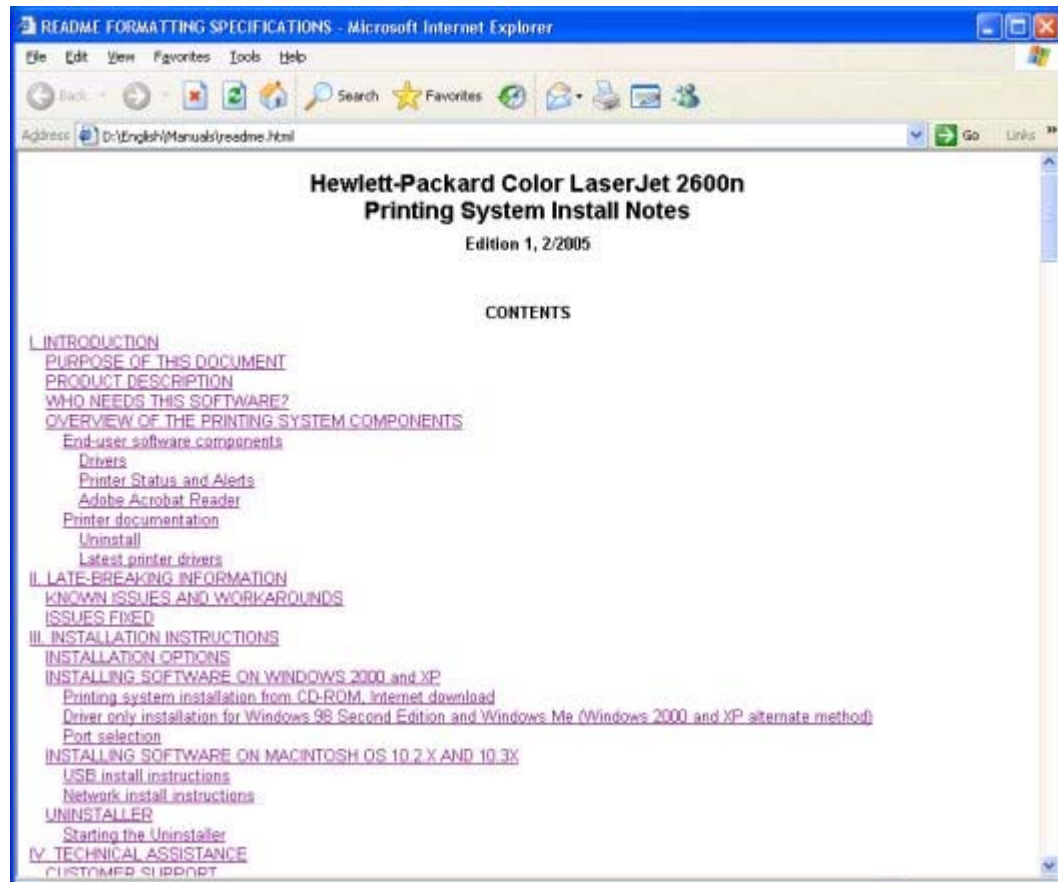 README FORMATTING SPECIFICATIONS - Microsoft Internet Explorer
File Edit View Favorites Tools Help
Back Search Favorites
Address D:\English\Manuals\readme.html Go Links »
Hewlett-Packard Color LaserJet 2600n
Printing System Install Notes
Edition 1, 2/2005
CONTENTS
I. INTRODUCTION
PURPOSE OF THIS DOCUMENT
PRODUCT DESCRIPTION
WHO NEEDS THIS SOFTWARE?
OVERVIEW OF THE PRINTING SYSTEM COMPONENTS
End-user software components
Drivers
Printer Status and Alerts
Adobe Acrobat Reader
Printer documentation
Uninstall
Latest printer drivers
II. LATE-BREAKING INFORMATION
KNOWN ISSUES AND WORKAROUNDS
ISSUES FIXED
III. INSTALLATION INSTRUCTIONS
INSTALLATION OPTIONS
INSTALLING SOFTWARE ON WINDOWS 2000 and XP
Printing system installation from CD-ROM, Internet download
Driver only installation for Windows 98 Second Edition and Windows Me (Windows 2000 and XP alternate method)
Port selection
INSTALLING SOFTWARE ON MACINTOSH OS 10.2.X AND 10.3X
USB install instructions
Network install instructions
UNINSTALLER
Starting the Uninstaller
IV. TECHNICAL ASSISTANCE
CUSTOMER SUPPORT